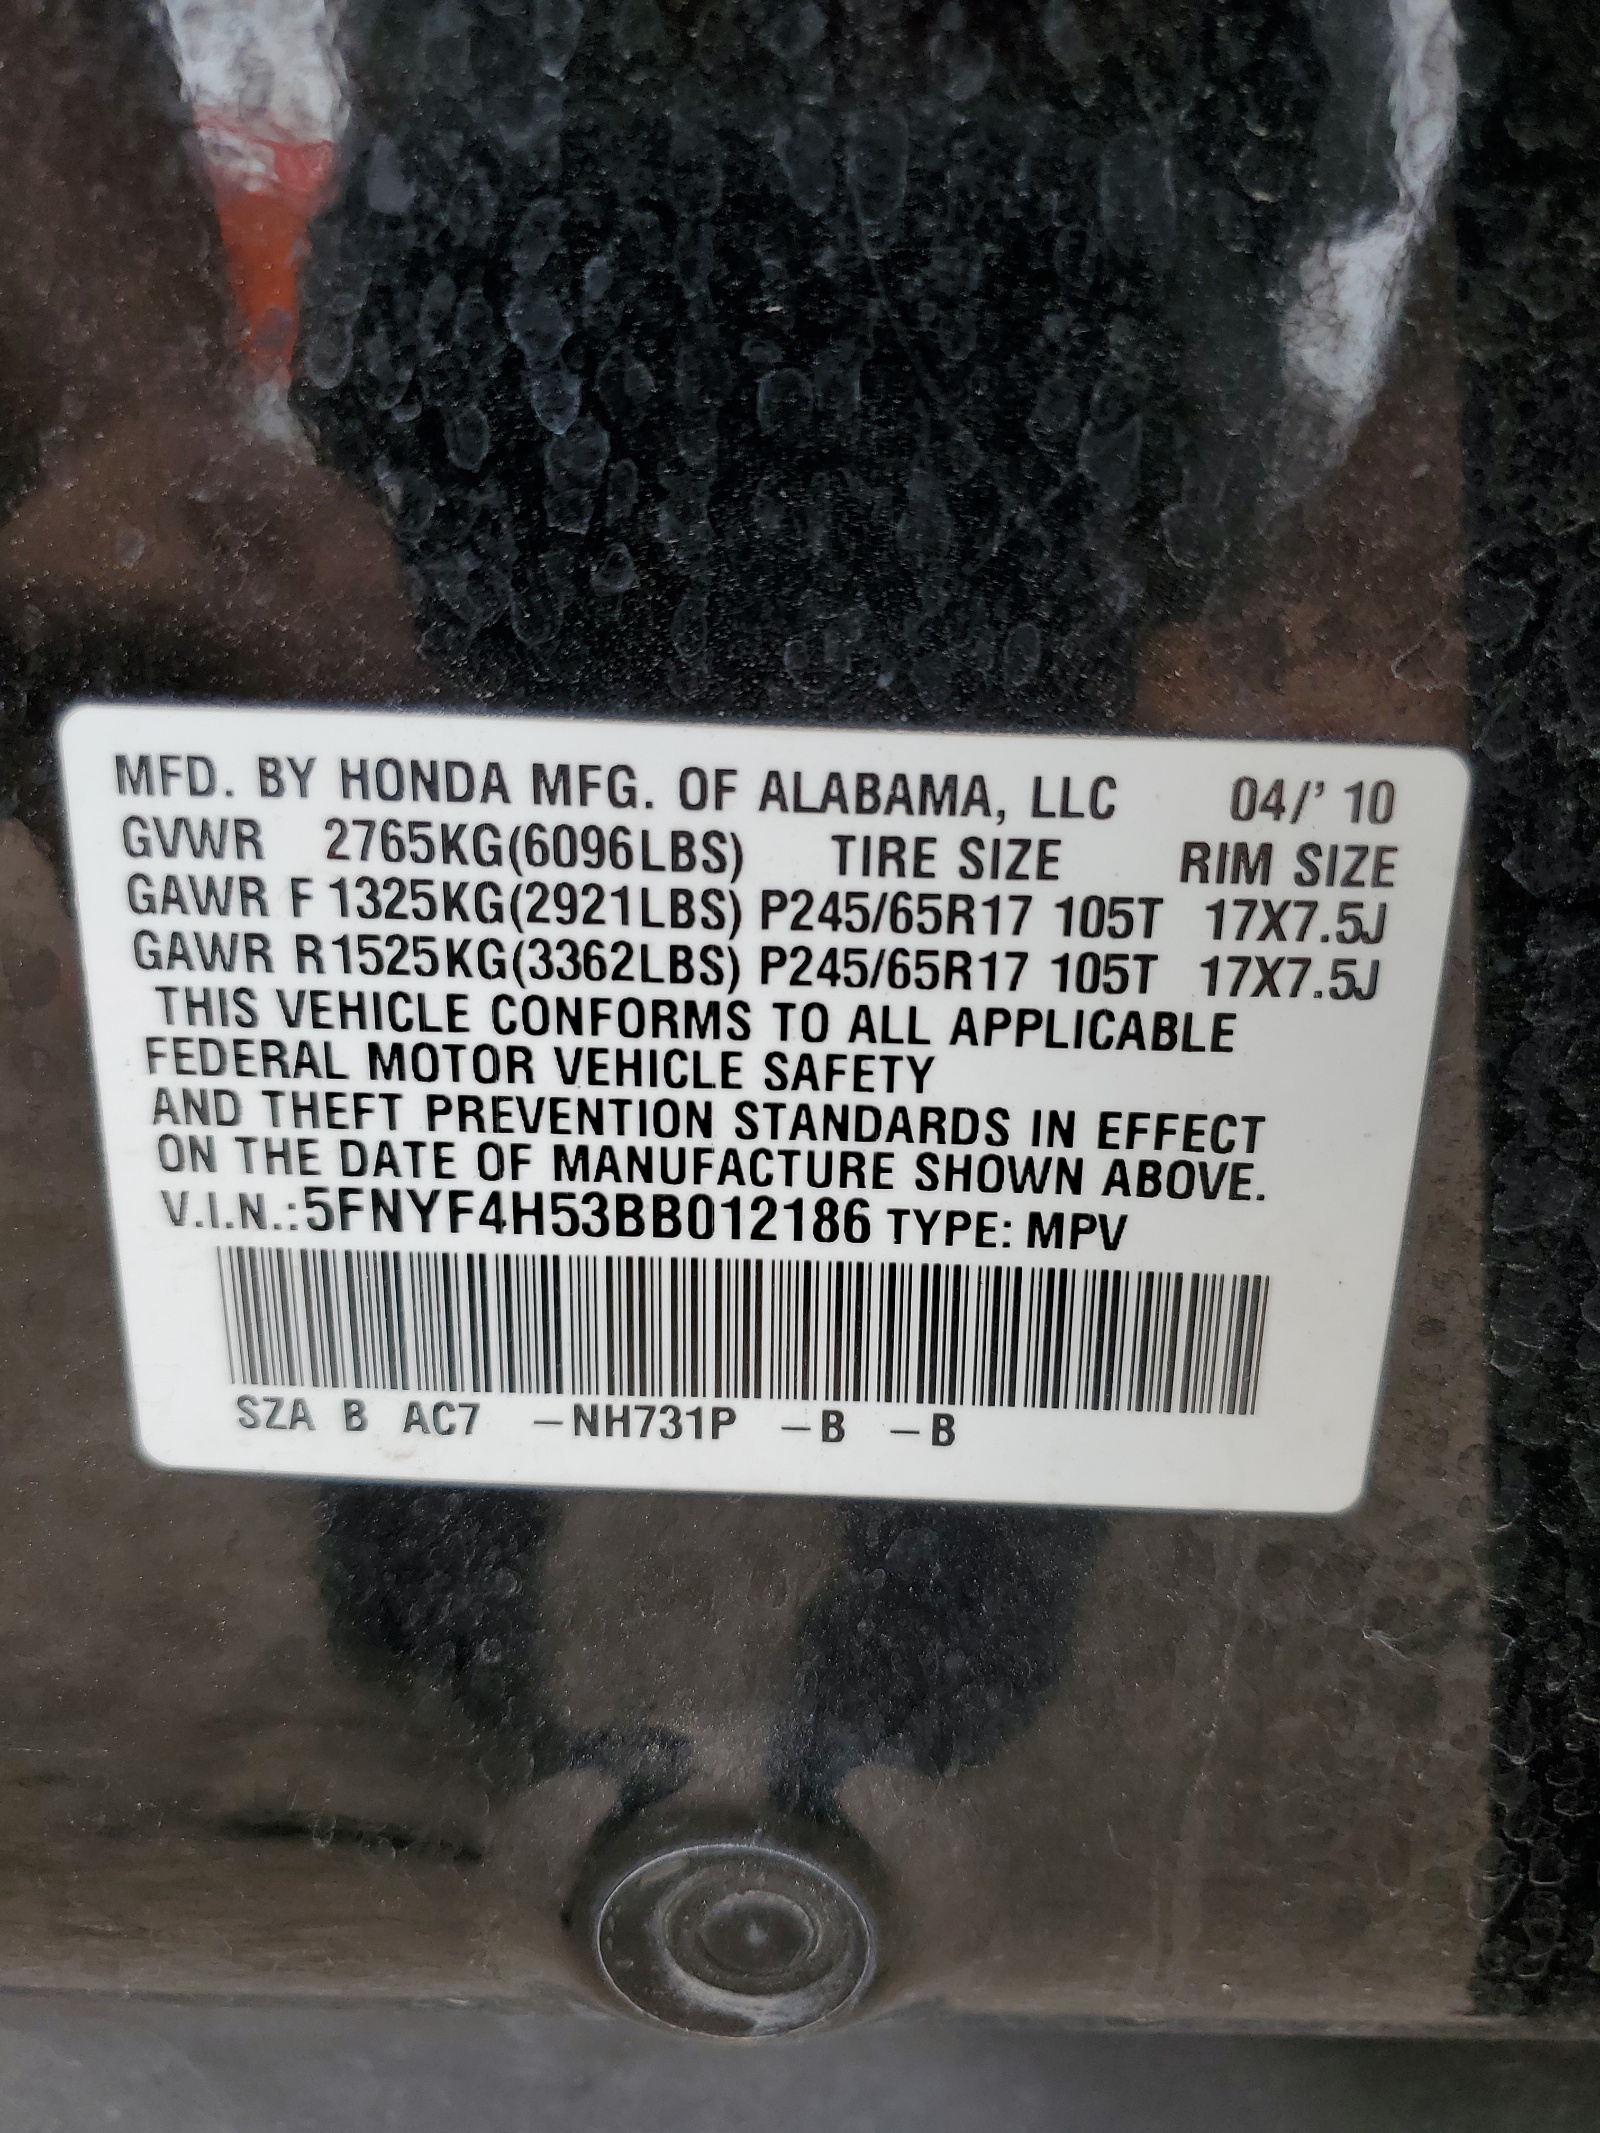 MFD. BY HONDA MFG. OF ALABAMA, LLC 04/' 10
GVWR 2765KG(6096LBS) TIRE SIZE RIM SIZE
GAWR F 1325KG(2921LBS) P245/65R17 105T 17X7.5J
GAWR R 1525KG(3362LBS) P245/65R17 105T 17X7.5J
THIS VEHICLE CONFORMS TO ALL APPLICABLE
FEDERAL MOTOR VEHICLE SAFETY
AND THEFT PREVENTION STANDARDS IN EFFECT
ON THE DATE OF MANUFACTURE SHOWN ABOVE.
V.I.N.:5FNYF4H53BB012186 TYPE: MPV
SZA B AC7 –NH731P –B –B